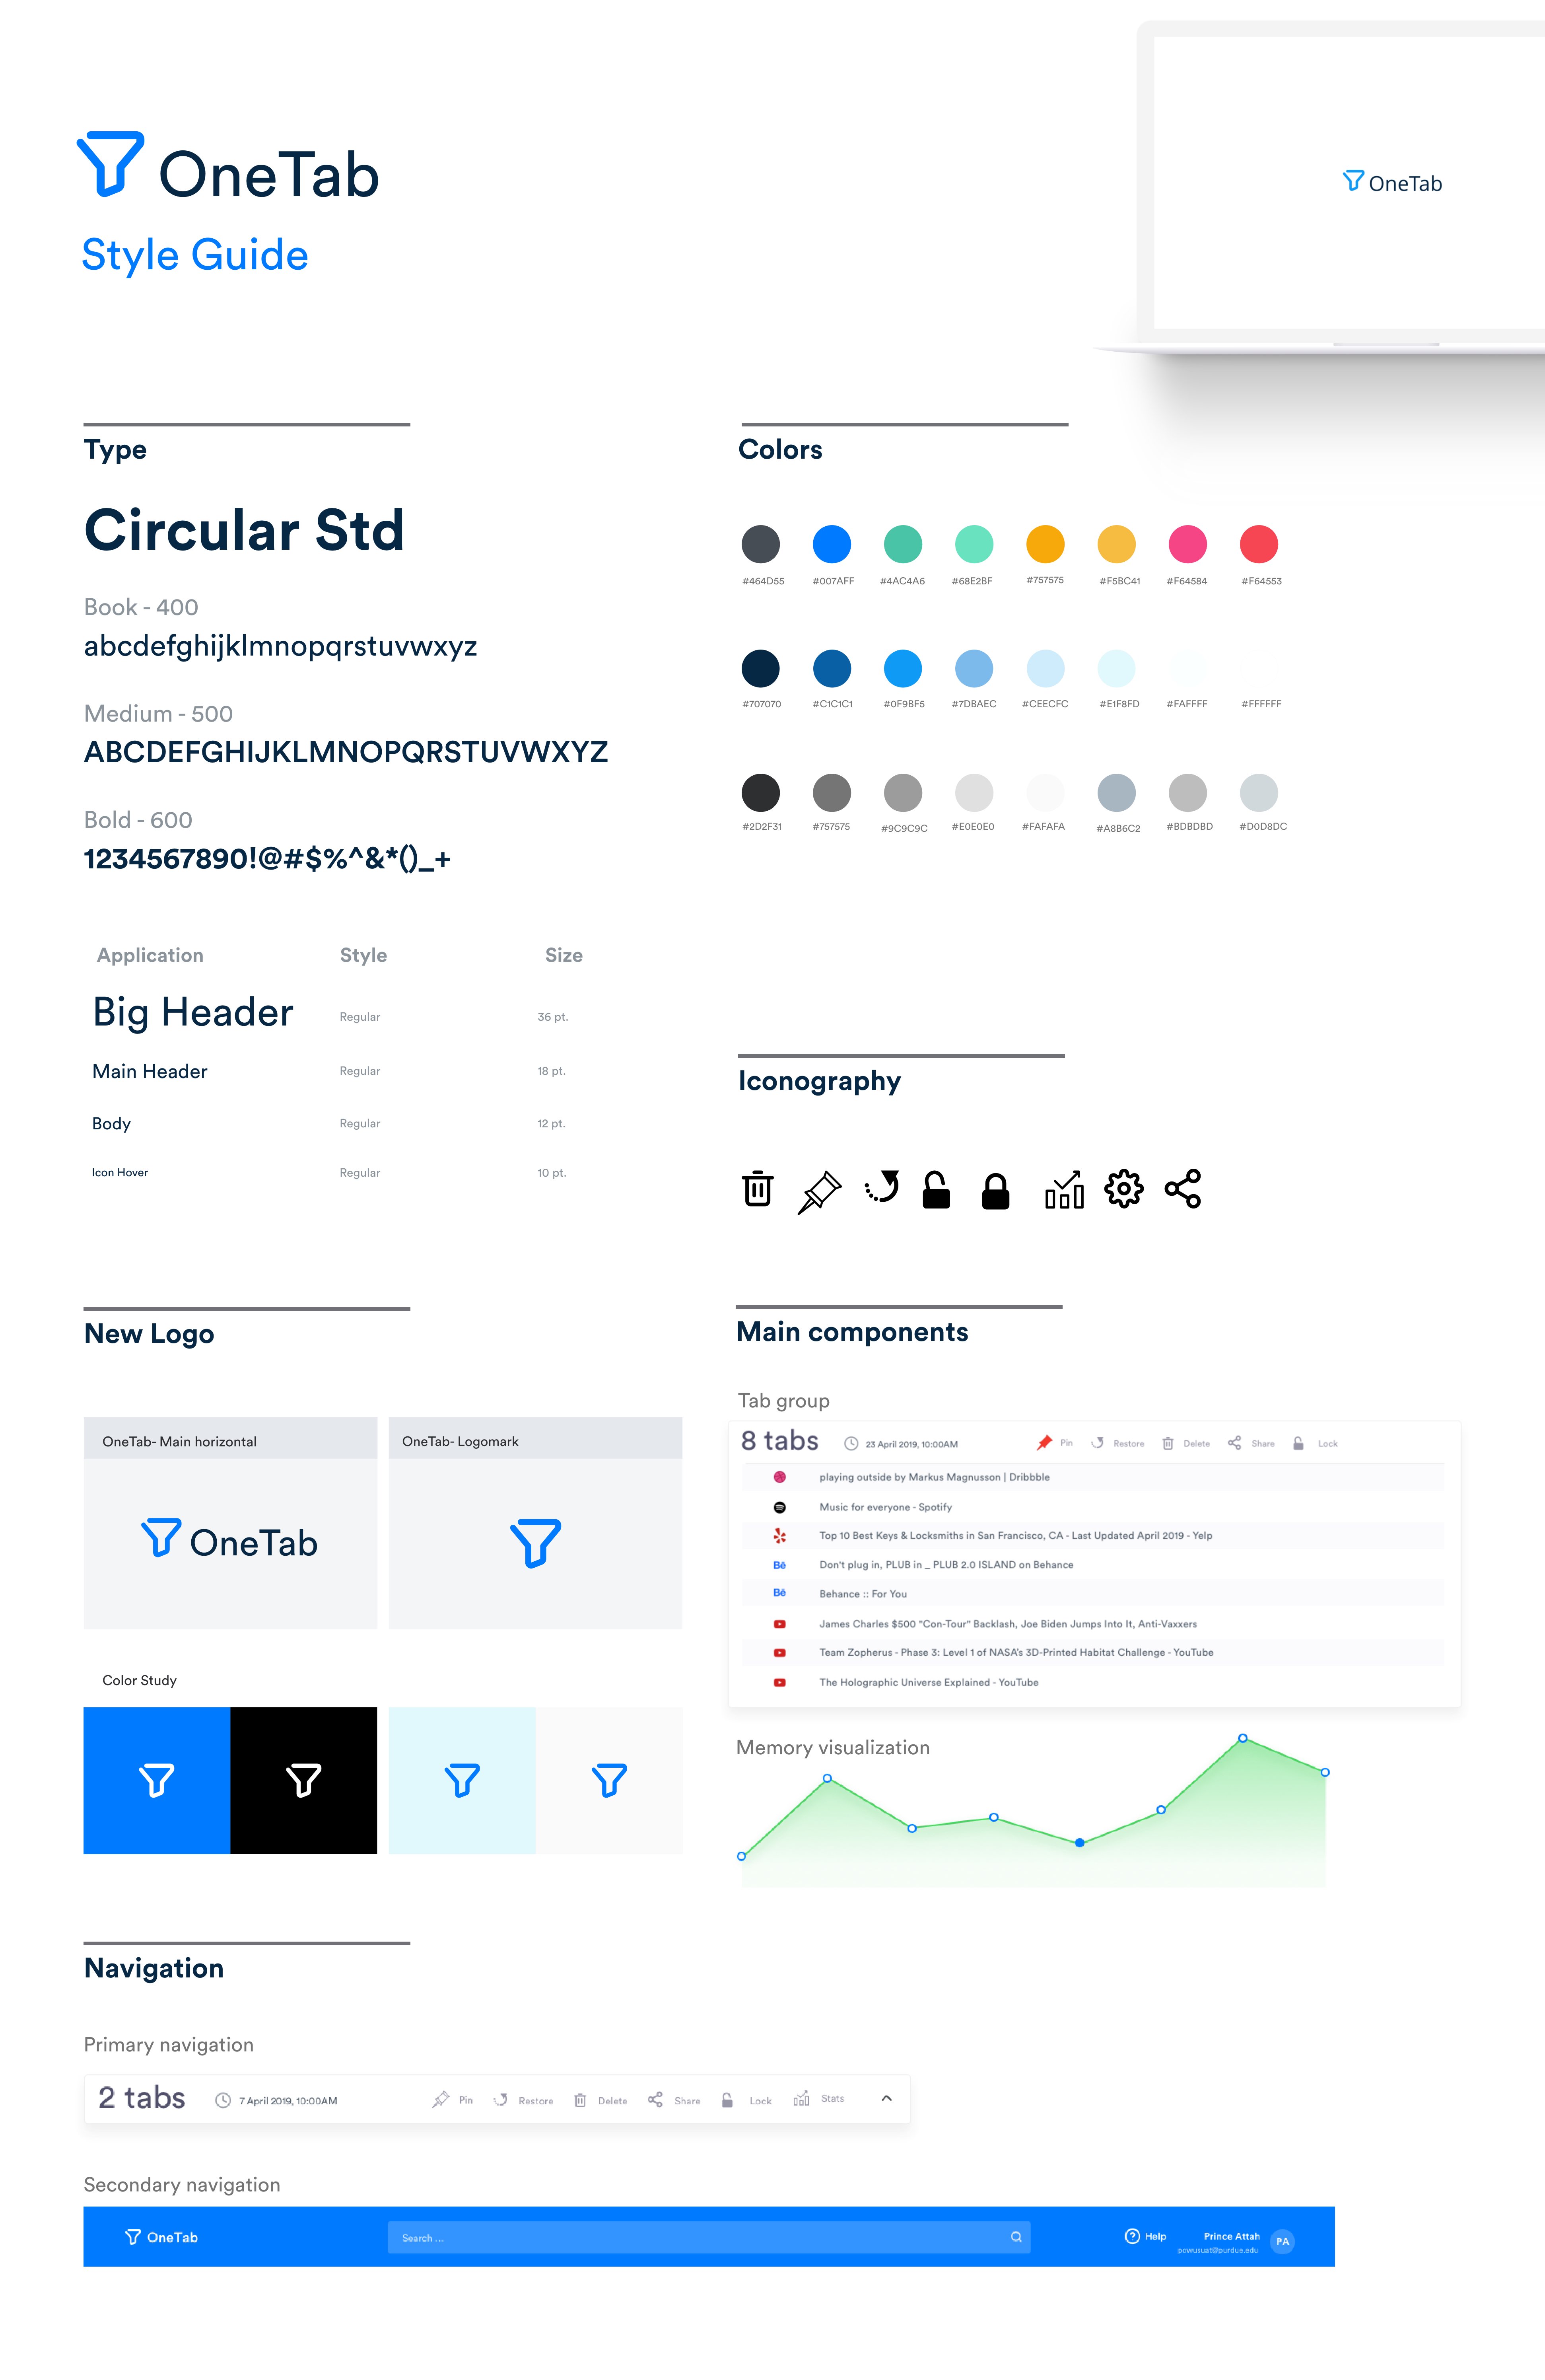 OneTab
Style Guide
OneTab
Type
Circular Std
Book - 400
abcdefghijklmnopqrstuvwxyz
Medium - 500
ABCDEFGHIJKLMNOPQRSTUVWXYZ
Bold - 600
1234567890!@#$%^&*()_+
Application Style Size
Big Header Regular 36 pt.
Main Header Regular 18 pt.
Body Regular 12 pt.
Icon Hover Regular 10 pt.
Colors
#464D55 #007AFF #4AC4A6 #68E2BF #757575 #F5BC41 #F64584 #F64553
#707070 #C1C1C1 #0F9BF5 #7DBAEC #CEECFC #E1F8FD #FAFFFF #FFFFFF
#2D2F31 #757575 #9C9C9C #E0E0E0 #FAFAFA #A8B6C2 #BDBDBD #D0D8DC
Iconography
New Logo
OneTab- Main horizontal
OneTab- Logomark
OneTab
Color Study
Main components
Tab group
8 tabs 23 April 2019, 10:00AM Pin Restore Delete Share Lock
playing outside by Markus Magnusson | Dribbble
Music for everyone - Spotify
Top 10 Best Keys & Locksmiths in San Francisco, CA - Last Updated April 2019 - Yelp
Bē Don't plug in, PLUB in _ PLUB 2.0 ISLAND on Behance
Bē Behance :: For You
James Charles $500 "Con-Tour" Backlash, Joe Biden Jumps Into It, Anti-Vaxxers
Team Zopherus - Phase 3: Level 1 of NASA's 3D-Printed Habitat Challenge - YouTube
The Holographic Universe Explained - YouTube
Memory visualization
Navigation
Primary navigation
2 tabs 7 April 2019, 10:00AM Pin Restore Delete Share Lock Stats
Secondary navigation
OneTab Search ... Help Prince Attah PA
powusuat@purdue.edu